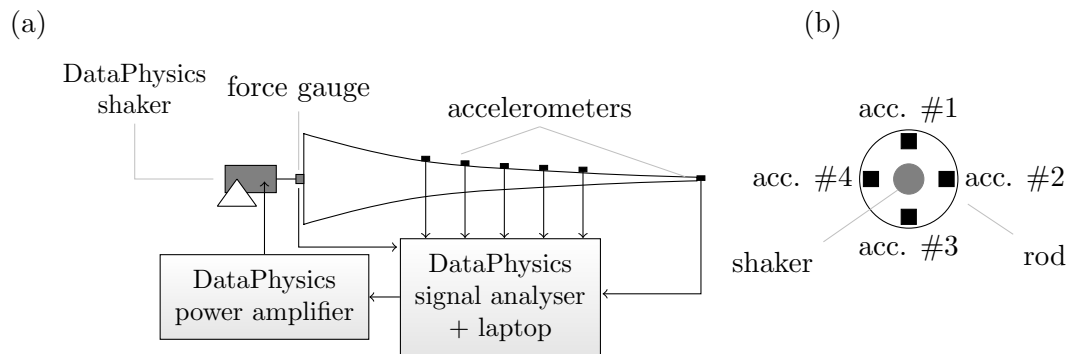 (a)
DataPhysics
shaker
force gauge
accelerometers
DataPhysics
power amplifier
DataPhysics
signal analyser
+ laptop
(b)
acc. #1
acc. #4
acc. #2
acc. #3
shaker
rod